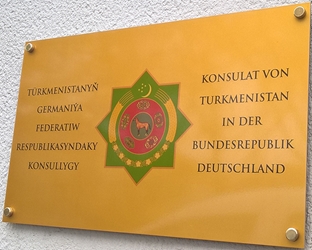 TÜRKMENISTANYŇ
GERMANIÝA
FEDERATIW
RESPUBLIKASYNDAKY
KONSULLYGY
KONSULAT VON
TURKMENISTAN
IN DER
BUNDESREPUBLIK
DEUTSCHLAND